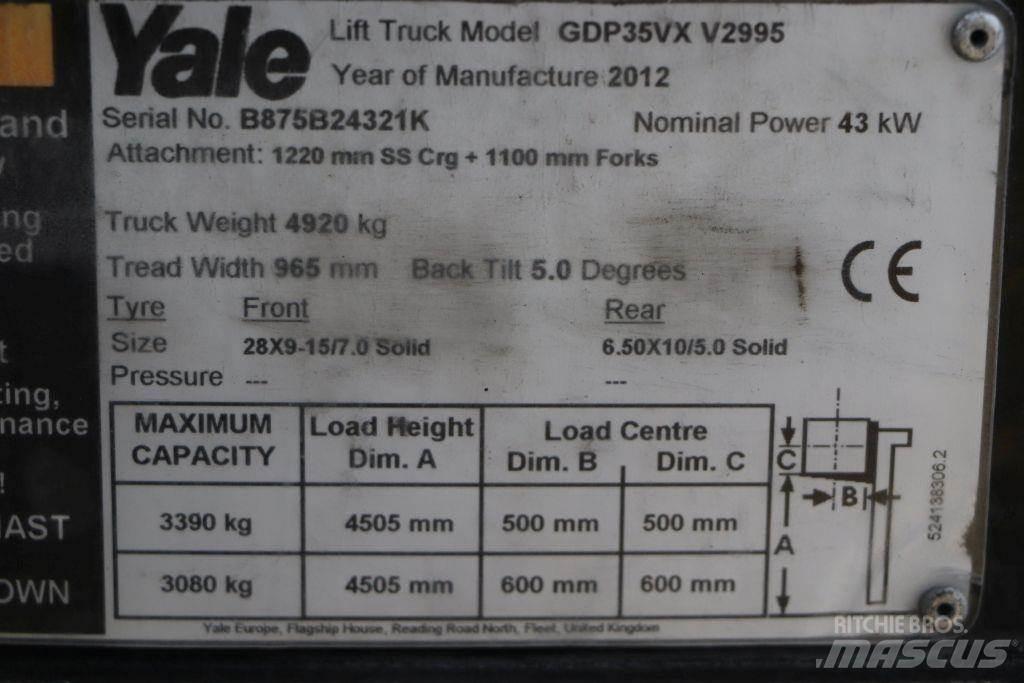 Yale
Lift Truck Model GDP35VX V2995
Year of Manufacture 2012
Serial No. B875B24321K Nominal Power 43 kW
Attachment: 1220 mm SS Crg + 1100 mm Forks
Truck Weight 4920 kg
Tread Width 965 mm Back Tilt 5.0 Degrees
CE
Tyre Front Rear
Size 28X9-15/7.0 Solid 6.50X10/5.0 Solid
Pressure --- ---
MAXIMUM CAPACITY Load Height Dim. A Load Centre
Dim. B Dim. C
3390 kg 4505 mm 500 mm 500 mm
3080 kg 4505 mm 600 mm 600 mm
C
B
A
524138306.2
Yale Europe, Flagship House, Reading Road North, Fleet, United Kingdom
and
ng
ed
t
ting,
nance
!
IAST
OWN
RITCHIE BROS.
MASCUS